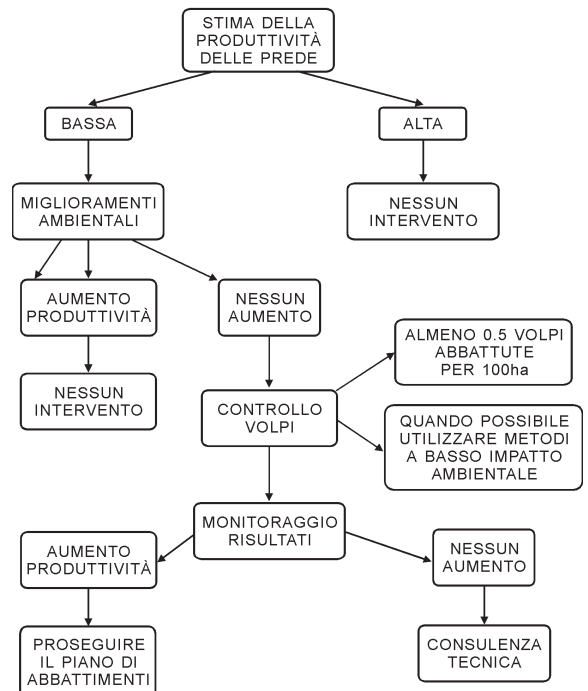 STIMA DELLA
PRODUTTIVITÀ
DELLE PREDE
BASSA
ALTA
MIGLIORAMENTI
AMBIENTALI
NESSUN
INTERVENTO
AUMENTO
PRODUTTIVITÀ
NESSUN
AUMENTO
NESSUN
INTERVENTO
CONTROLLO
VOLPI
ALMENO 0.5 VOLPI
ABBATTUTE
PER 100ha
QUANDO POSSIBILE
UTILIZZARE METODI
A BASSO IMPATTO
AMBIENTALE
MONITORAGGIO
RISULTATI
AUMENTO
PRODUTTIVITÀ
NESSUN
AUMENTO
PROSEGUIRE
IL PIANO DI
ABBATTIMENTI
CONSULENZA
TECNICA